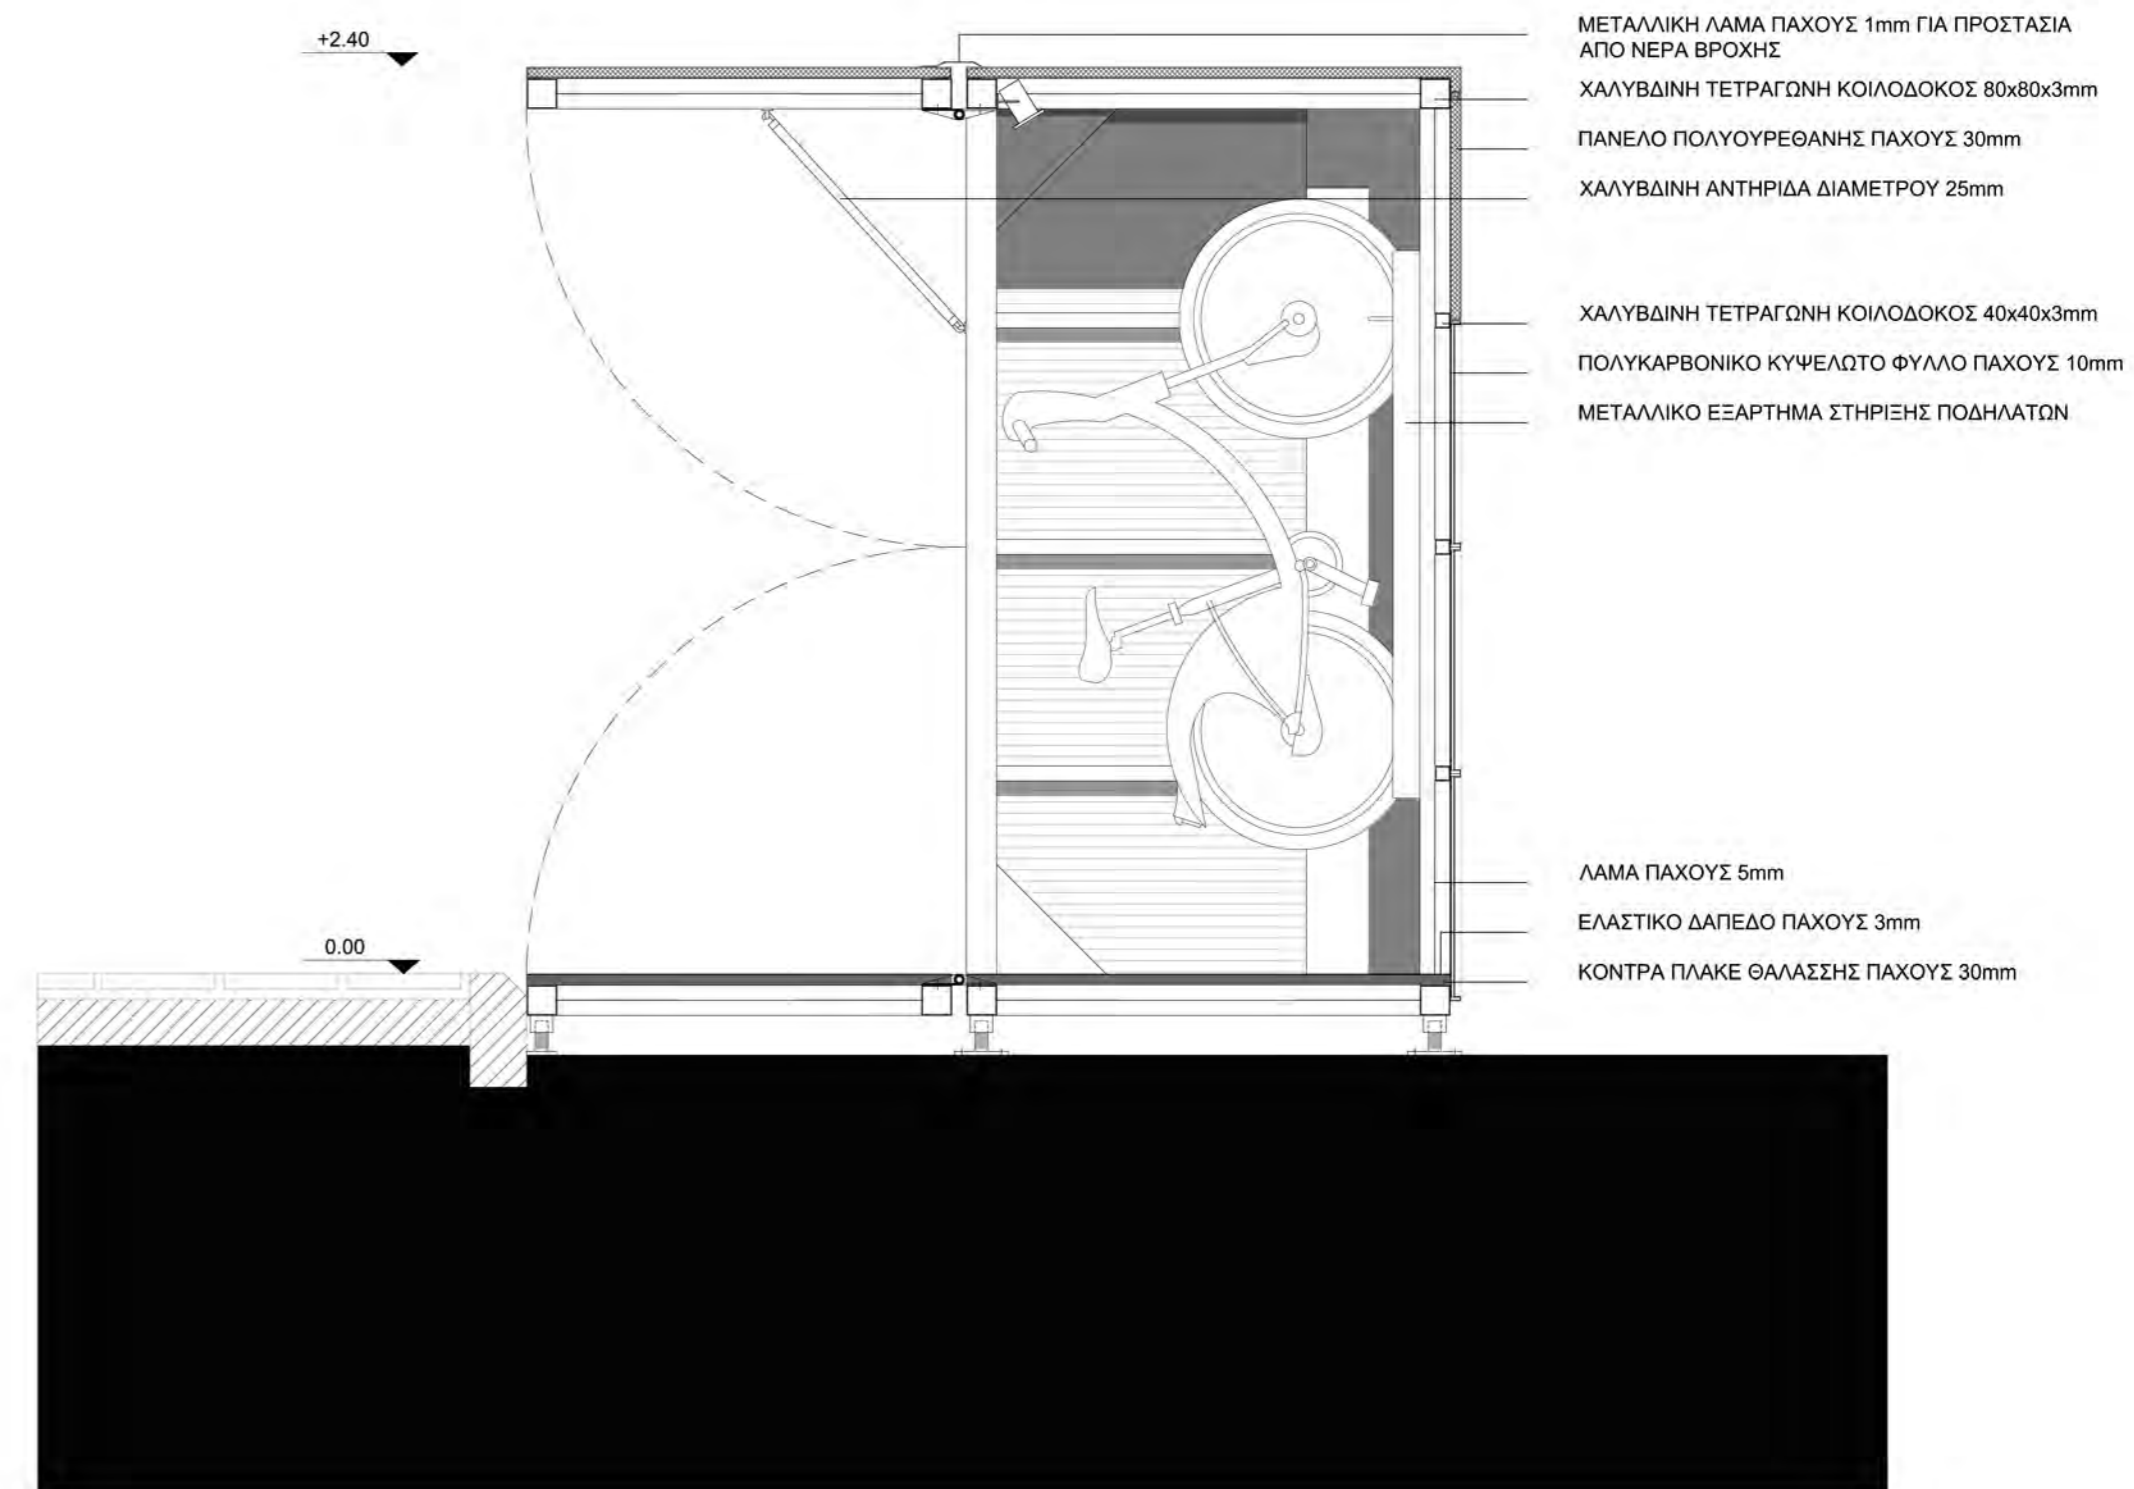 +2.40
ΜΕΤΑΛΛΙΚΗ ΛΑΜΑ ΠΑΧΟΥΣ 1mm ΓΙΑ ΠΡΟΣΤΑΣΙΑ
ΑΠΟ ΝΕΡΑ ΒΡΟΧΗΣ
ΧΑΛΥΒΔΙΝΗ ΤΕΤΡΑΓΩΝΗ ΚΟΙΛΟΔΟΚΟΣ 80x80x3mm
ΠΑΝΕΛΟ ΠΟΛΥΟΥΡΕΘΑΝΗΣ ΠΑΧΟΥΣ 30mm
ΧΑΛΥΒΔΙΝΗ ΑΝΤΗΡΙΔΑ ΔΙΑΜΕΤΡΟΥ 25mm
ΧΑΛΥΒΔΙΝΗ ΤΕΤΡΑΓΩΝΗ ΚΟΙΛΟΔΟΚΟΣ 40x40x3mm
ΠΟΛΥΚΑΡΒΟΝΙΚΟ ΚΥΨΕΛΩΤΟ ΦΥΛΛΟ ΠΑΧΟΥΣ 10mm
ΜΕΤΑΛΛΙΚΟ ΕΞΑΡΤΗΜΑ ΣΤΗΡΙΞΗΣ ΠΟΔΗΛΑΤΩΝ
ΛΑΜΑ ΠΑΧΟΥΣ 5mm
ΕΛΑΣΤΙΚΟ ΔΑΠΕΔΟ ΠΑΧΟΥΣ 3mm
0.00
ΚΟΝΤΡΑ ΠΛΑΚΕ ΘΑΛΑΣΣΗΣ ΠΑΧΟΥΣ 30mm